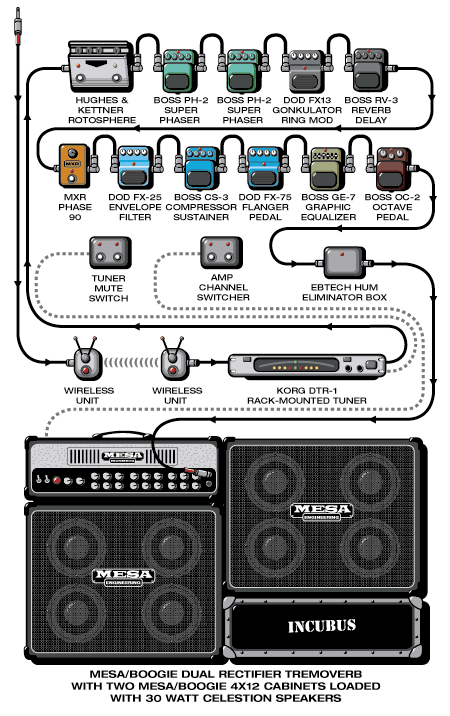 HUGHES &
KETTNER
ROTOSPHERE
BOSS PH-2
SUPER
PHASER
BOSS PH-2
SUPER
PHASER
DOD FX13
GONKULATOR
RING MOD
BOSS RV-3
REVERB
DELAY
MXR
MXR
PHASE
90
DOD FX-25
ENVELOPE
FILTER
BOSS CS-3
COMPRESSOR
SUSTAINER
DOD FX-75
FLANGER
PEDAL
BOSS GE-7
GRAPHIC
EQUALIZER
BOSS OC-2
OCTAVE
PEDAL
TUNER
MUTE
SWITCH
AMP
CHANNEL
SWITCHER
EBTECH HUM
ELIMINATOR BOX
WIRELESS
UNIT
WIRELESS
UNIT
KORG DTR-1
RACK-MOUNTED TUNER
MESA
MESA
ENGINEERING
MESA
ENGINEERING
INCUBUS
MESA/BOOGIE DUAL RECTIFIER TREMOVERB
WITH TWO MESA/BOOGIE 4X12 CABINETS LOADED
WITH 30 WATT CELESTION SPEAKERS